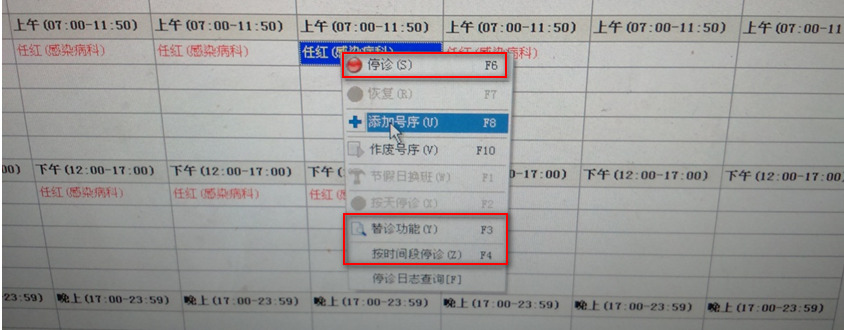 上午(07:00-11:50) 上午(07:00-11:50) 上午(07:00-11:50) 上午(07:00-11:50) 上午(07:00-11:50) 上午(07:00-11
任红(感染病科) 任红(感染病科) 任红(感染病科) 病科)
停诊(S) F6
恢复(R) F7
添加号序(U) F8
作废号序(V) F10
节假日换班(W) F1
按天停诊(X) F2
替诊功能(Y) F3
按时间段停诊(Z) F4
停诊日志查询[F]
00) 下午(12:00-17:00) 下午(12:00-17:00) 下午( 0-17:00) 下午(12:00-17:00) 下午(12:00-17:00
任红(感染病科) 任红(感染病科) 任红(感
23:59) 晚上(17:00-23:59) 晚上(17:00-23:59) 晚上(17:00-23:59) 晚上(17:00-23:59) 晚上(17:00-23:59) 晚上(17:00-23:59)